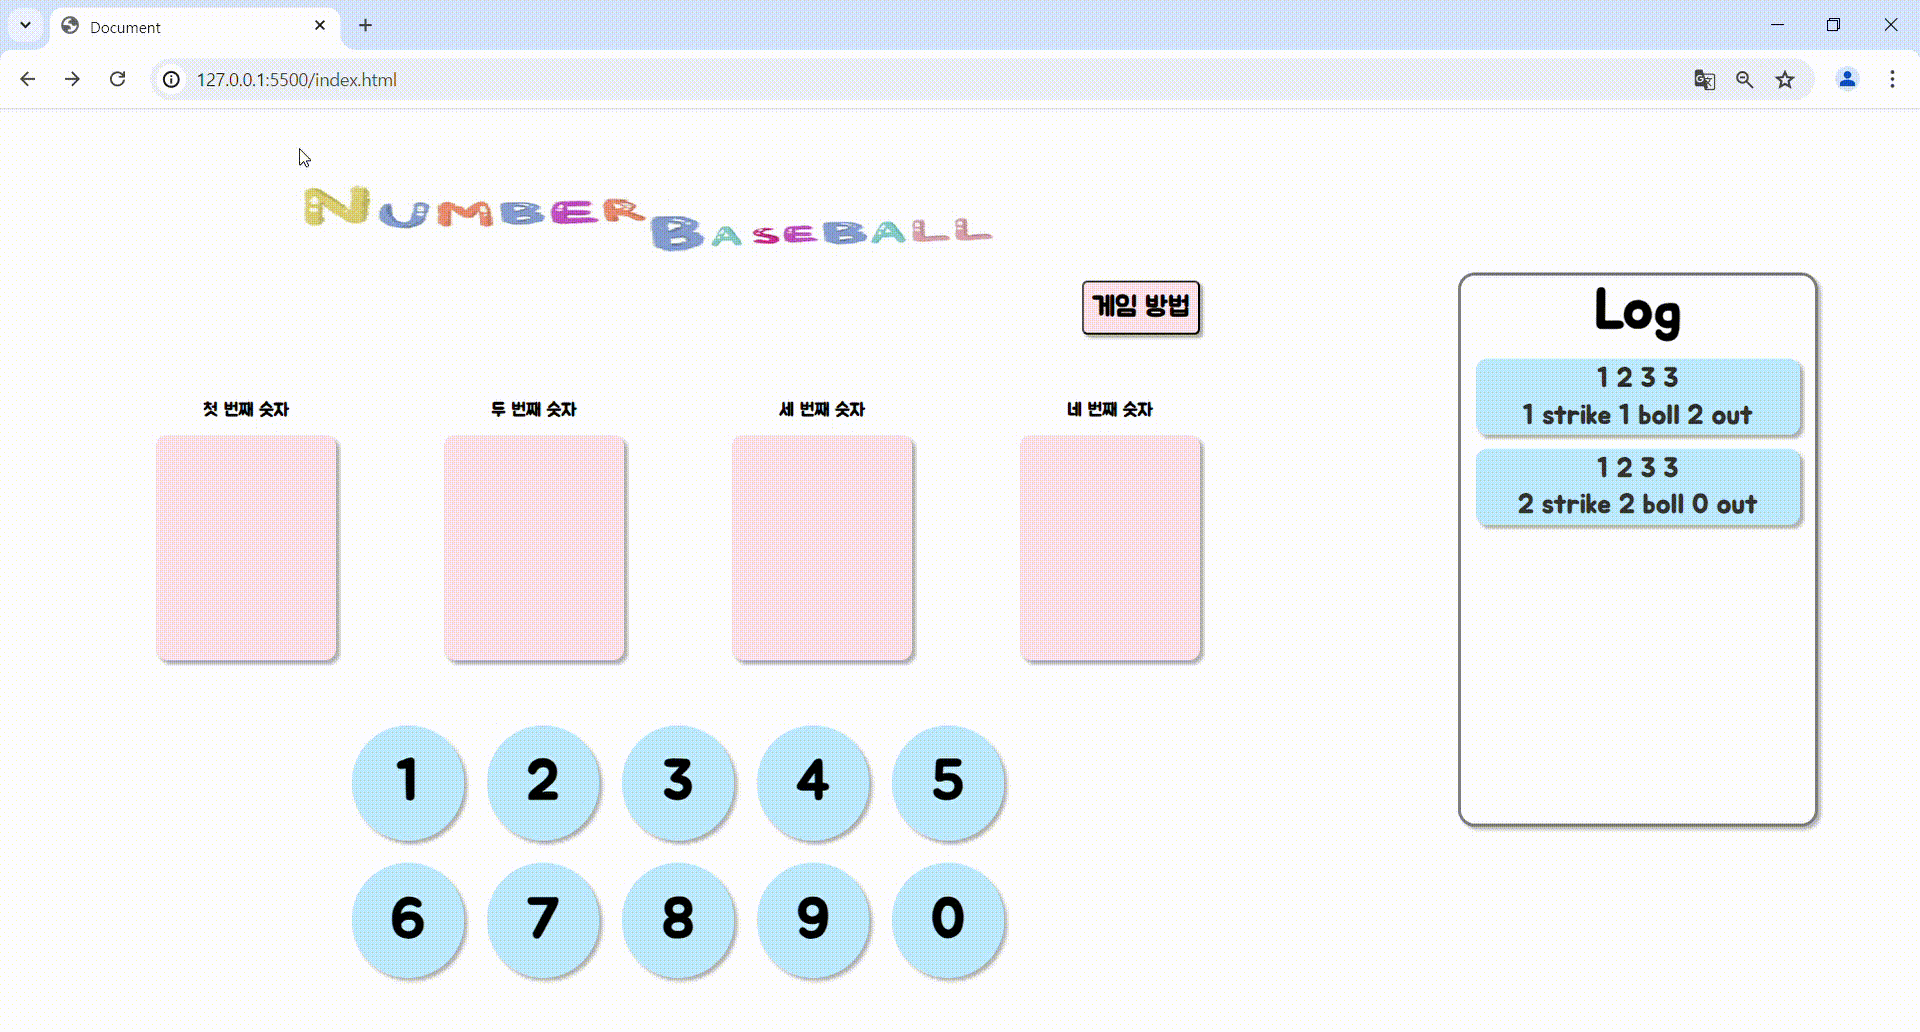 Document
127.0.0.1:5500/index.html
NUMBER BASEBALL
게임 방법
첫 번째 숫자
두 번째 숫자
세 번째 숫자
네 번째 숫자
1 2 3 4 5
6 7 8 9 0
Log
1 2 3 3
1 strike 1 boll 2 out
1 2 3 3
2 strike 2 boll 0 out